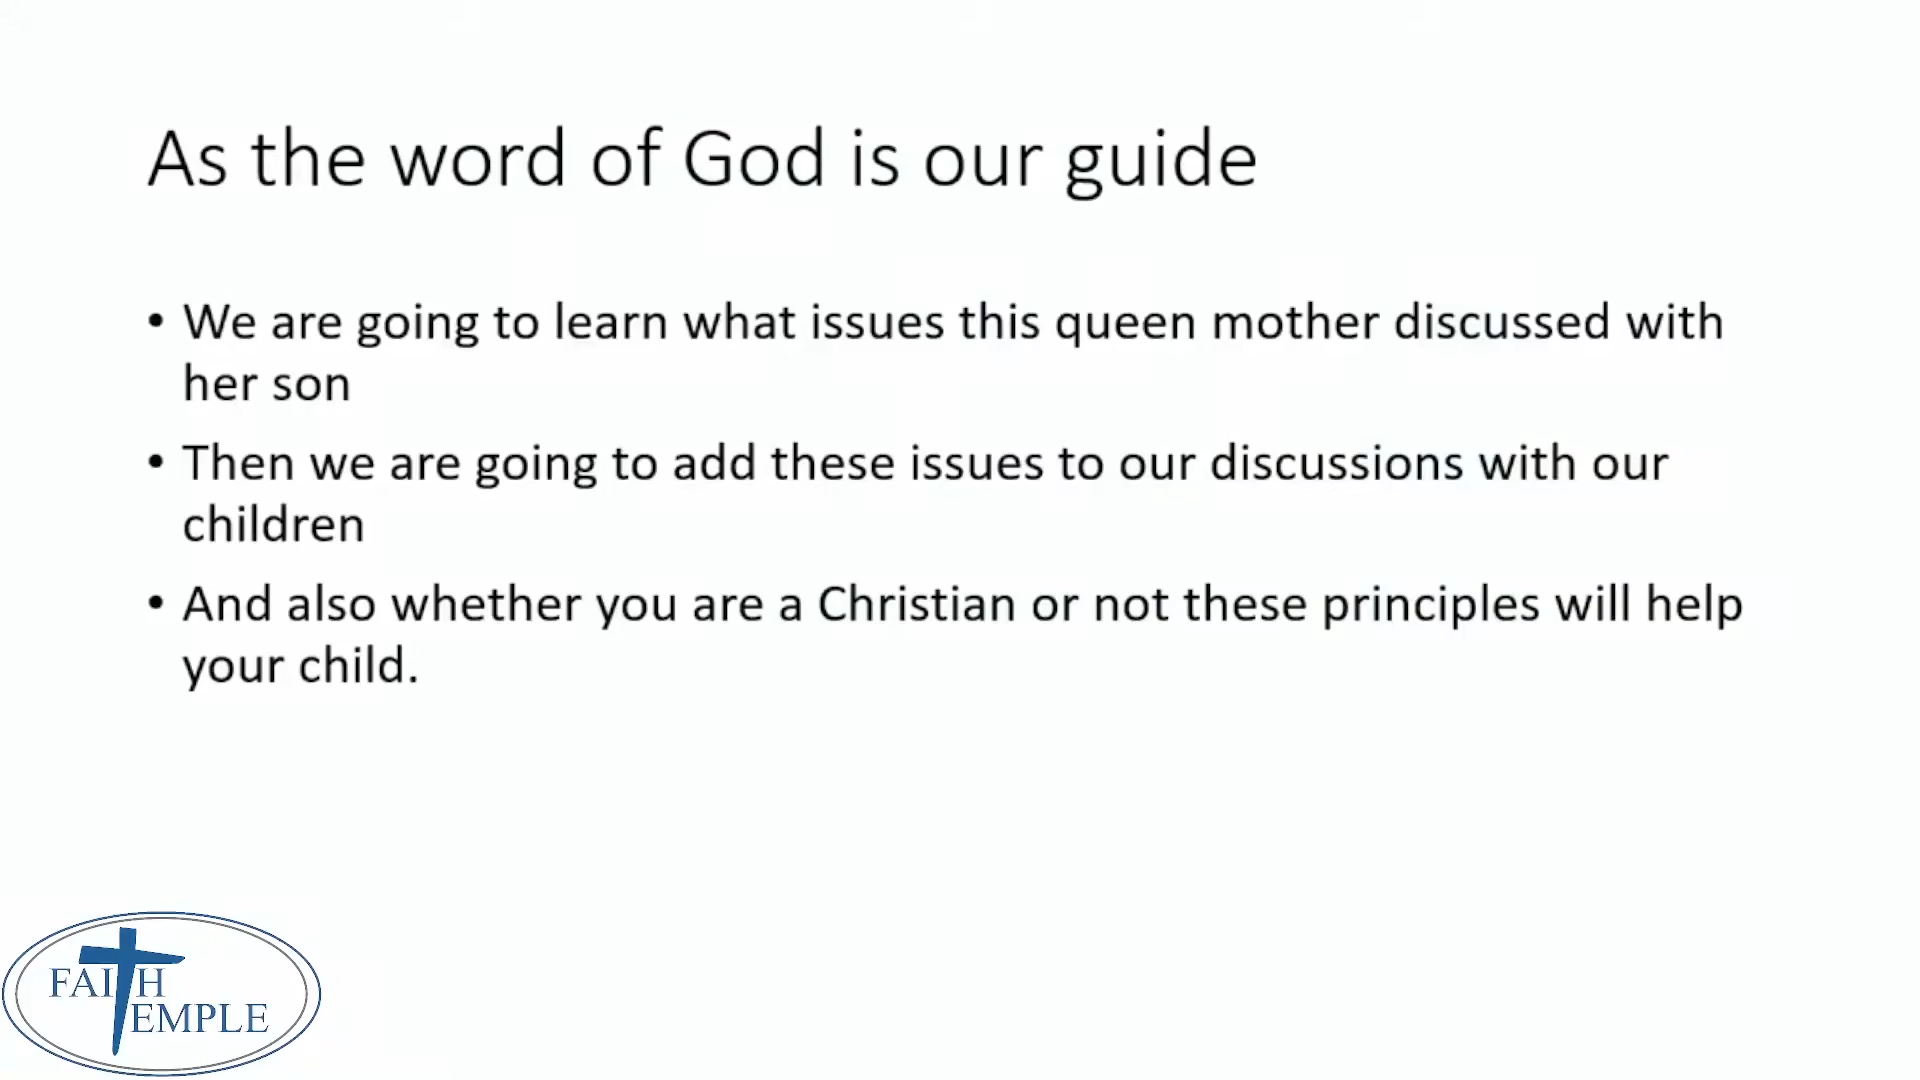 As the word of God is our guide
• We are going to learn what issues this queen mother discussed with
her son
• Then we are going to add these issues to our discussions with our
children
• And also whether you are a Christian or not these principles will help
your child.
FAITH
TEMPLE